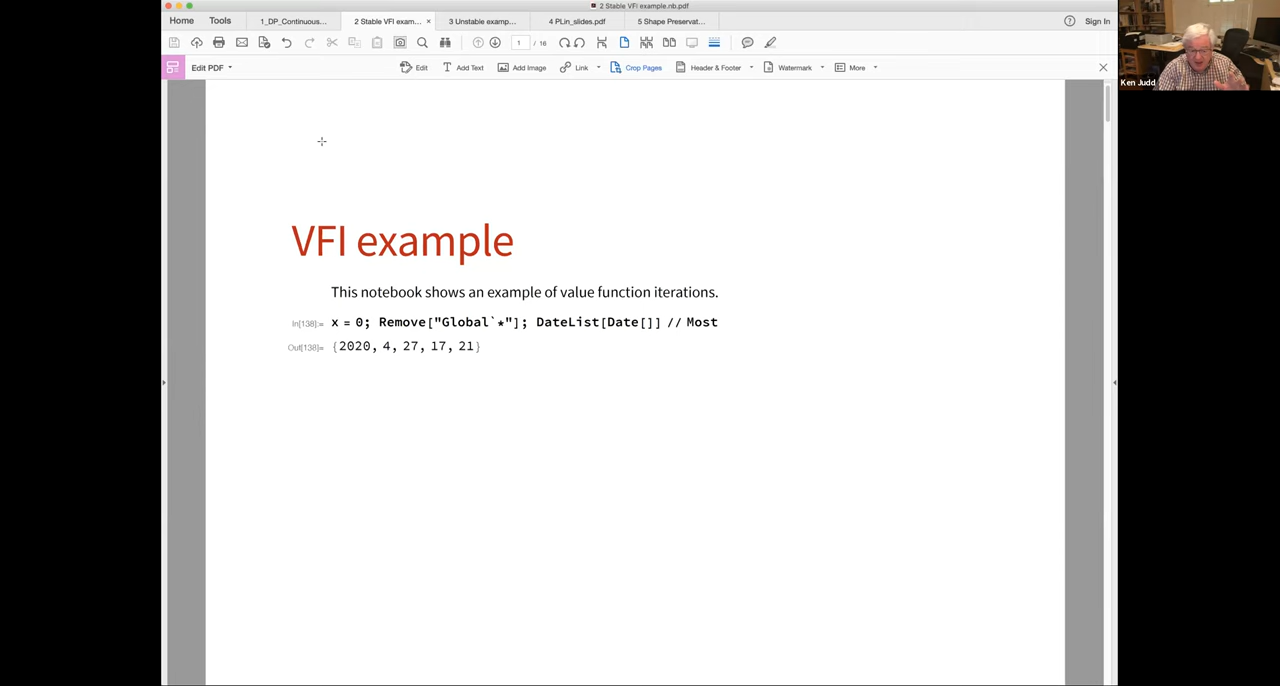 2 Stable VFI example.nb.pdf
Home Tools 1_DP_Continuous... 2 Stable VFI exam... × 3 Unstable examp... 4 PLin_slides.pdf 5 Shape Preservat... Sign In
1 / 16
Edit PDF Edit Add Text Add Image Link Crop Pages Header & Footer Watermark More
Ken Judd
VFI example
This notebook shows an example of value function iterations.
In[138]:= x = 0; Remove["Global`*"]; DateList[Date[]] // Most
Out[138]= {2020, 4, 27, 17, 21}